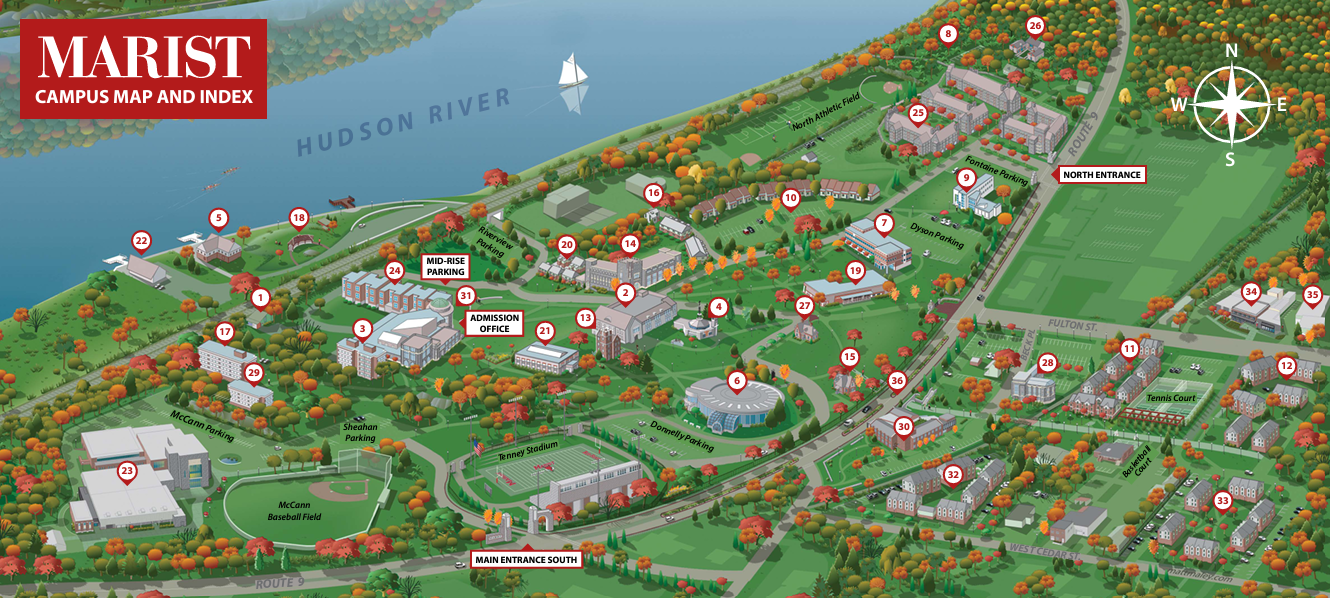 MARIST
CAMPUS MAP AND INDEX
HUDSON RIVER
N
W
E
S
8
26
25
North Athletic Field
ROUTE 9
Fontaine Parking
NORTH ENTRANCE
9
16
10
7
Dyson Parking
22
5
18
Riverview
Parking
20
14
24
MID-RISE
PARKING
19
1
31
2
4
27
34
35
ADMISSION
OFFICE
13
17
3
21
FULTON ST.
BECK PL.
15
11
28
12
29
6
36
Tennis Court
McCann Parking
Sheahan
Parking
Donnelly Parking
30
Tenney Stadium
Basketball
Court
23
32
33
McCann
Baseball Field
MAIN ENTRANCE SOUTH
WEST CEDAR ST.
mattmaley.com
ROUTE 9